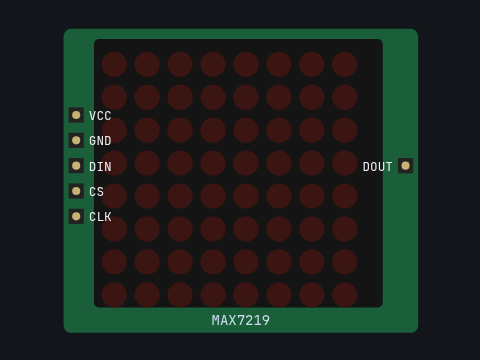 VCC
GND
DIN
DOUT
CS
CLK
MAX7219